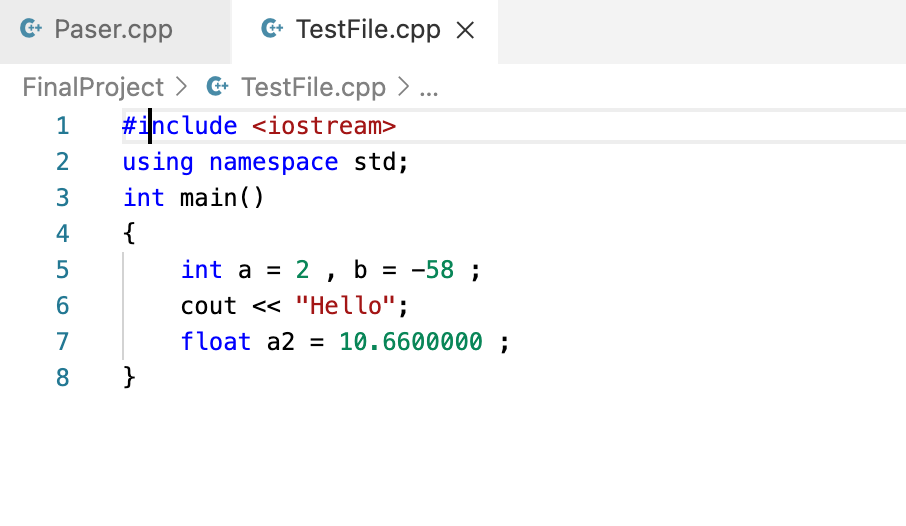 Paser.cpp TestFile.cpp
FinalProject > TestFile.cpp > ...
1 #include <iostream>
2 using namespace std;
3 int main()
4 {
5     int a = 2 , b = -58 ;
6     cout << "Hello";
7     float a2 = 10.6600000 ;
8 }